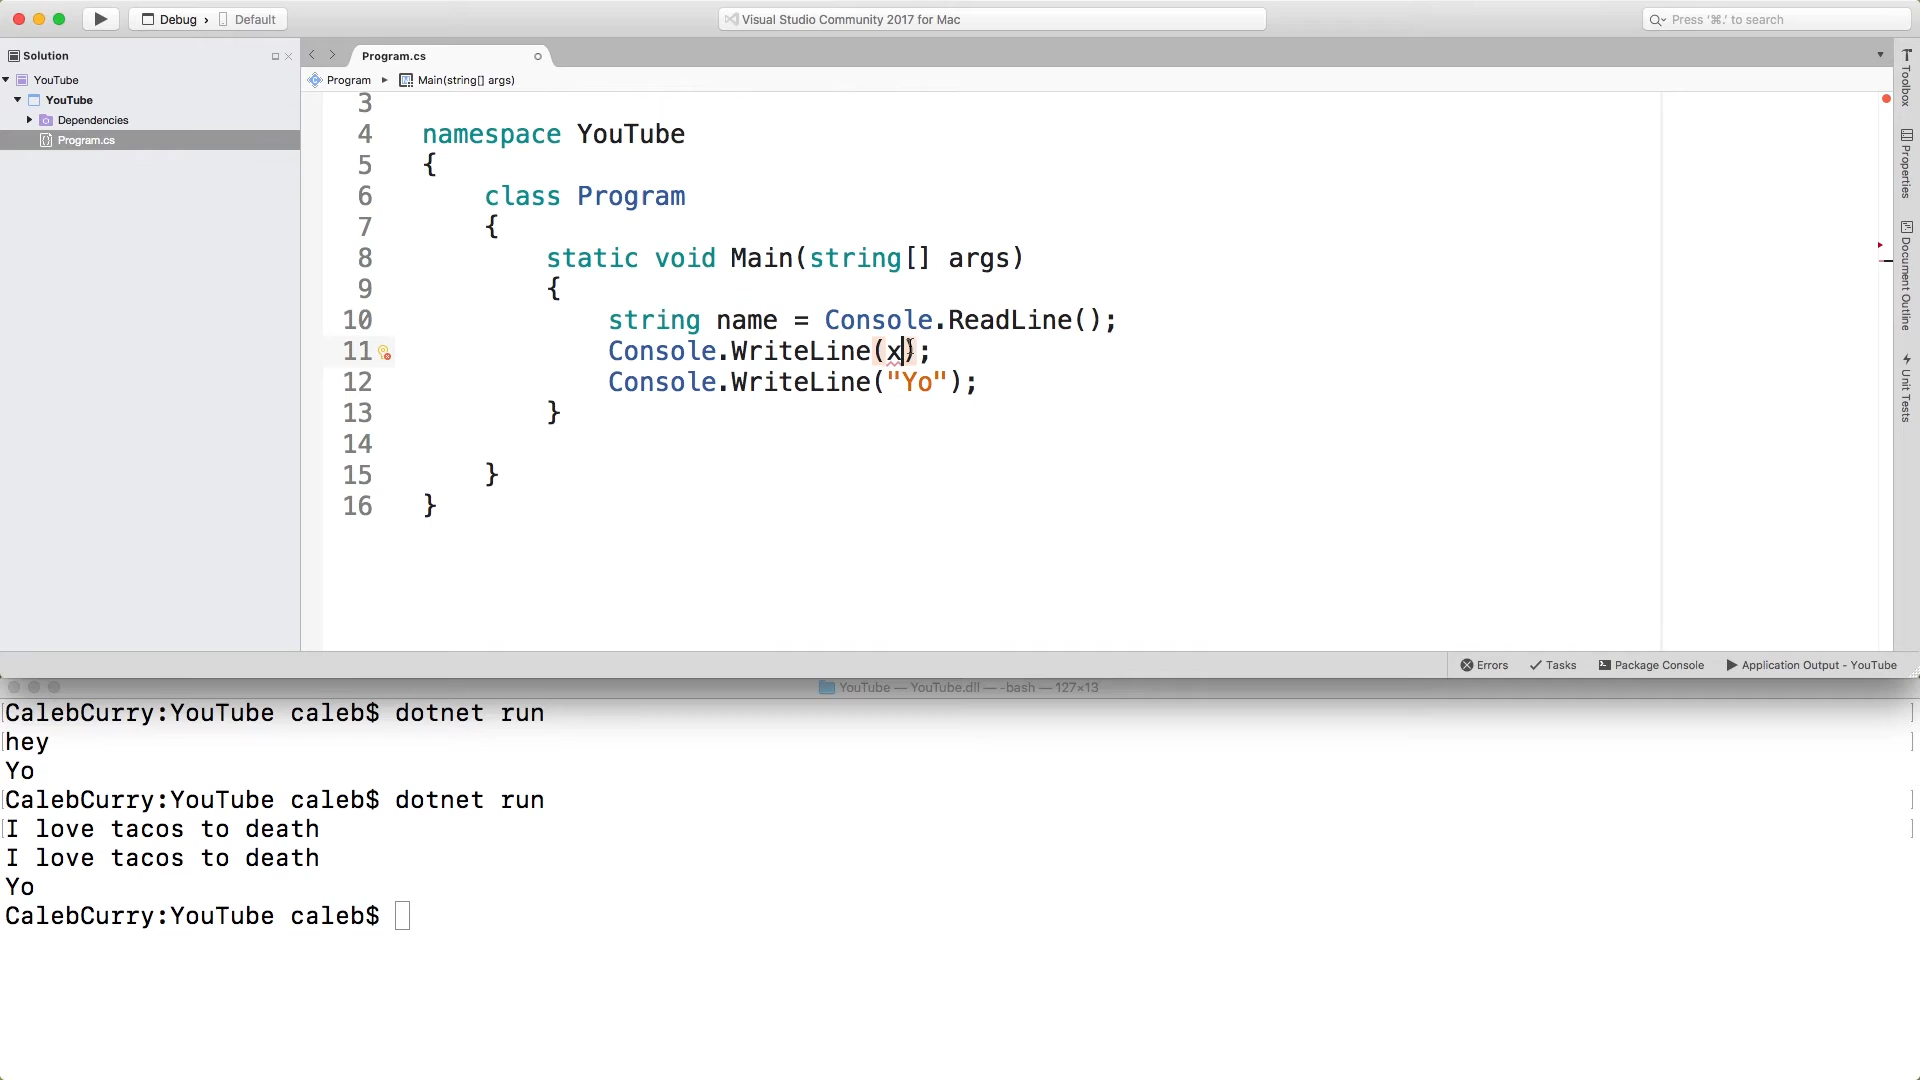 Debug › Default
Visual Studio Community 2017 for Mac
Press '⌘.' to search
Solution
YouTube
YouTube
Dependencies
Program.cs
Program.cs
Program ▸ Main(string[] args)
3
4 namespace YouTube
5 {
6 class Program
7 {
8 static void Main(string[] args)
9 {
10 string name = Console.ReadLine();
11 Console.WriteLine(x);
12 Console.WriteLine("Yo");
13 }
14
15 }
16 }
Toolbox
Properties
Document Outline
Unit Tests
Errors Tasks Package Console Application Output - YouTube
YouTube — YouTube.dll — -bash — 127×13
[CalebCurry:YouTube caleb$ dotnet run ]
[hey ]
Yo
[CalebCurry:YouTube caleb$ dotnet run ]
[I love tacos to death ]
I love tacos to death
Yo
CalebCurry:YouTube caleb$